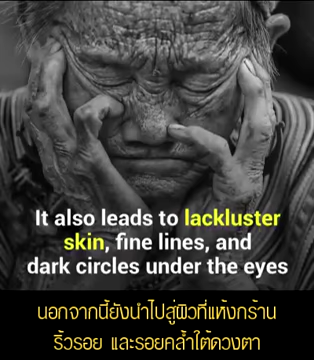 It also leads to lackluster
skin, fine lines, and
dark circles under the eyes
นอกจากนี้ยังนำไปสู่ผิวที่แห้งกร้าน
ริ้วรอย และรอยคล้ำใต้ดวงตา